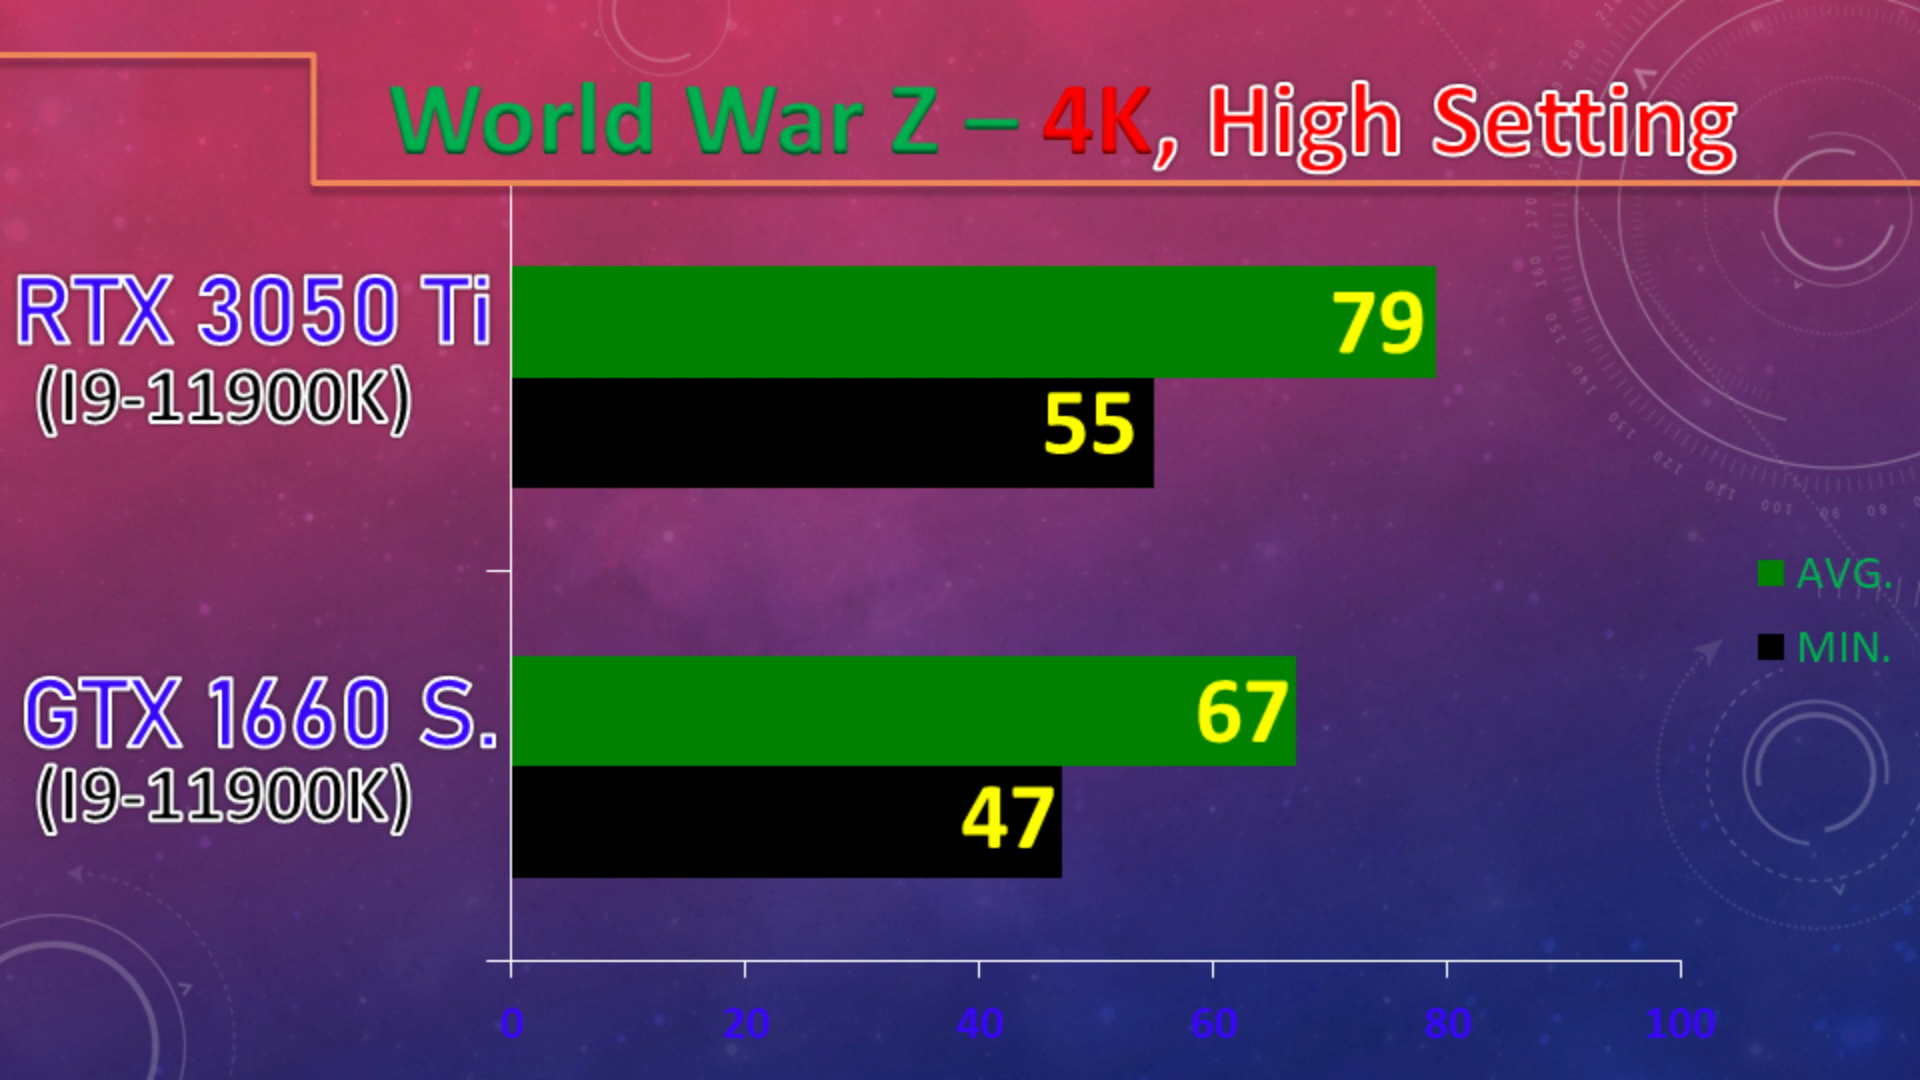 World War Z – 4K, High Setting
RTX 3050 Ti
(I9-11900K)
79
55
AVG.
MIN.
GTX 1660 S.
(I9-11900K)
67
47
0 20 40 60 80 100